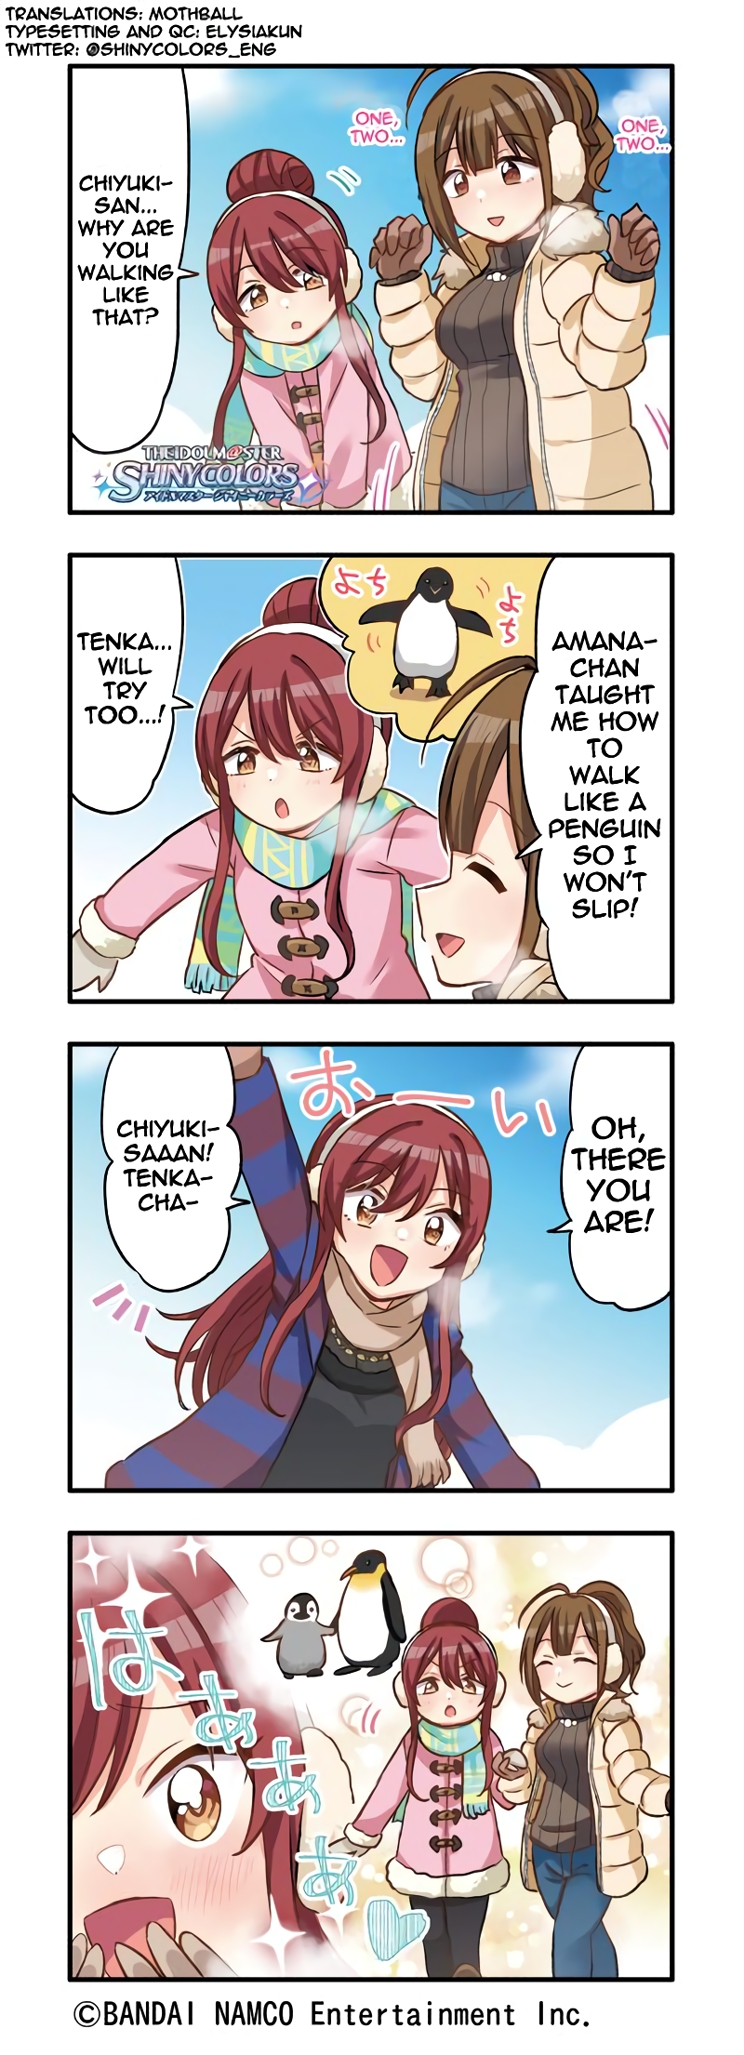 TRANSLATIONS: MOTHBALL
TYPESETTING AND QC: ELYSIAKUN
TWITTER: @SHINYCOLORS_ENG
CHIYUKI-
SAN...
WHY ARE
YOU
WALKING
LIKE
THAT?
ONE,
TWO...
ONE,
TWO...
THE IDOLM@STER
SHINYCOLORS
アイドルマスターシャイニーカラーズ
AMANA-
CHAN
TAUGHT
ME HOW
TO
WALK
LIKE A
PENGUIN
SO I
WON'T
SLIP!
よち
よち
TENKA...
WILL
TRY
TOO...!
OH,
THERE
YOU
ARE!
おーい
CHIYUKI-
SAAAN!
TENKA-
CHA-
はぁぁぁ
©BANDAI NAMCO Entertainment Inc.